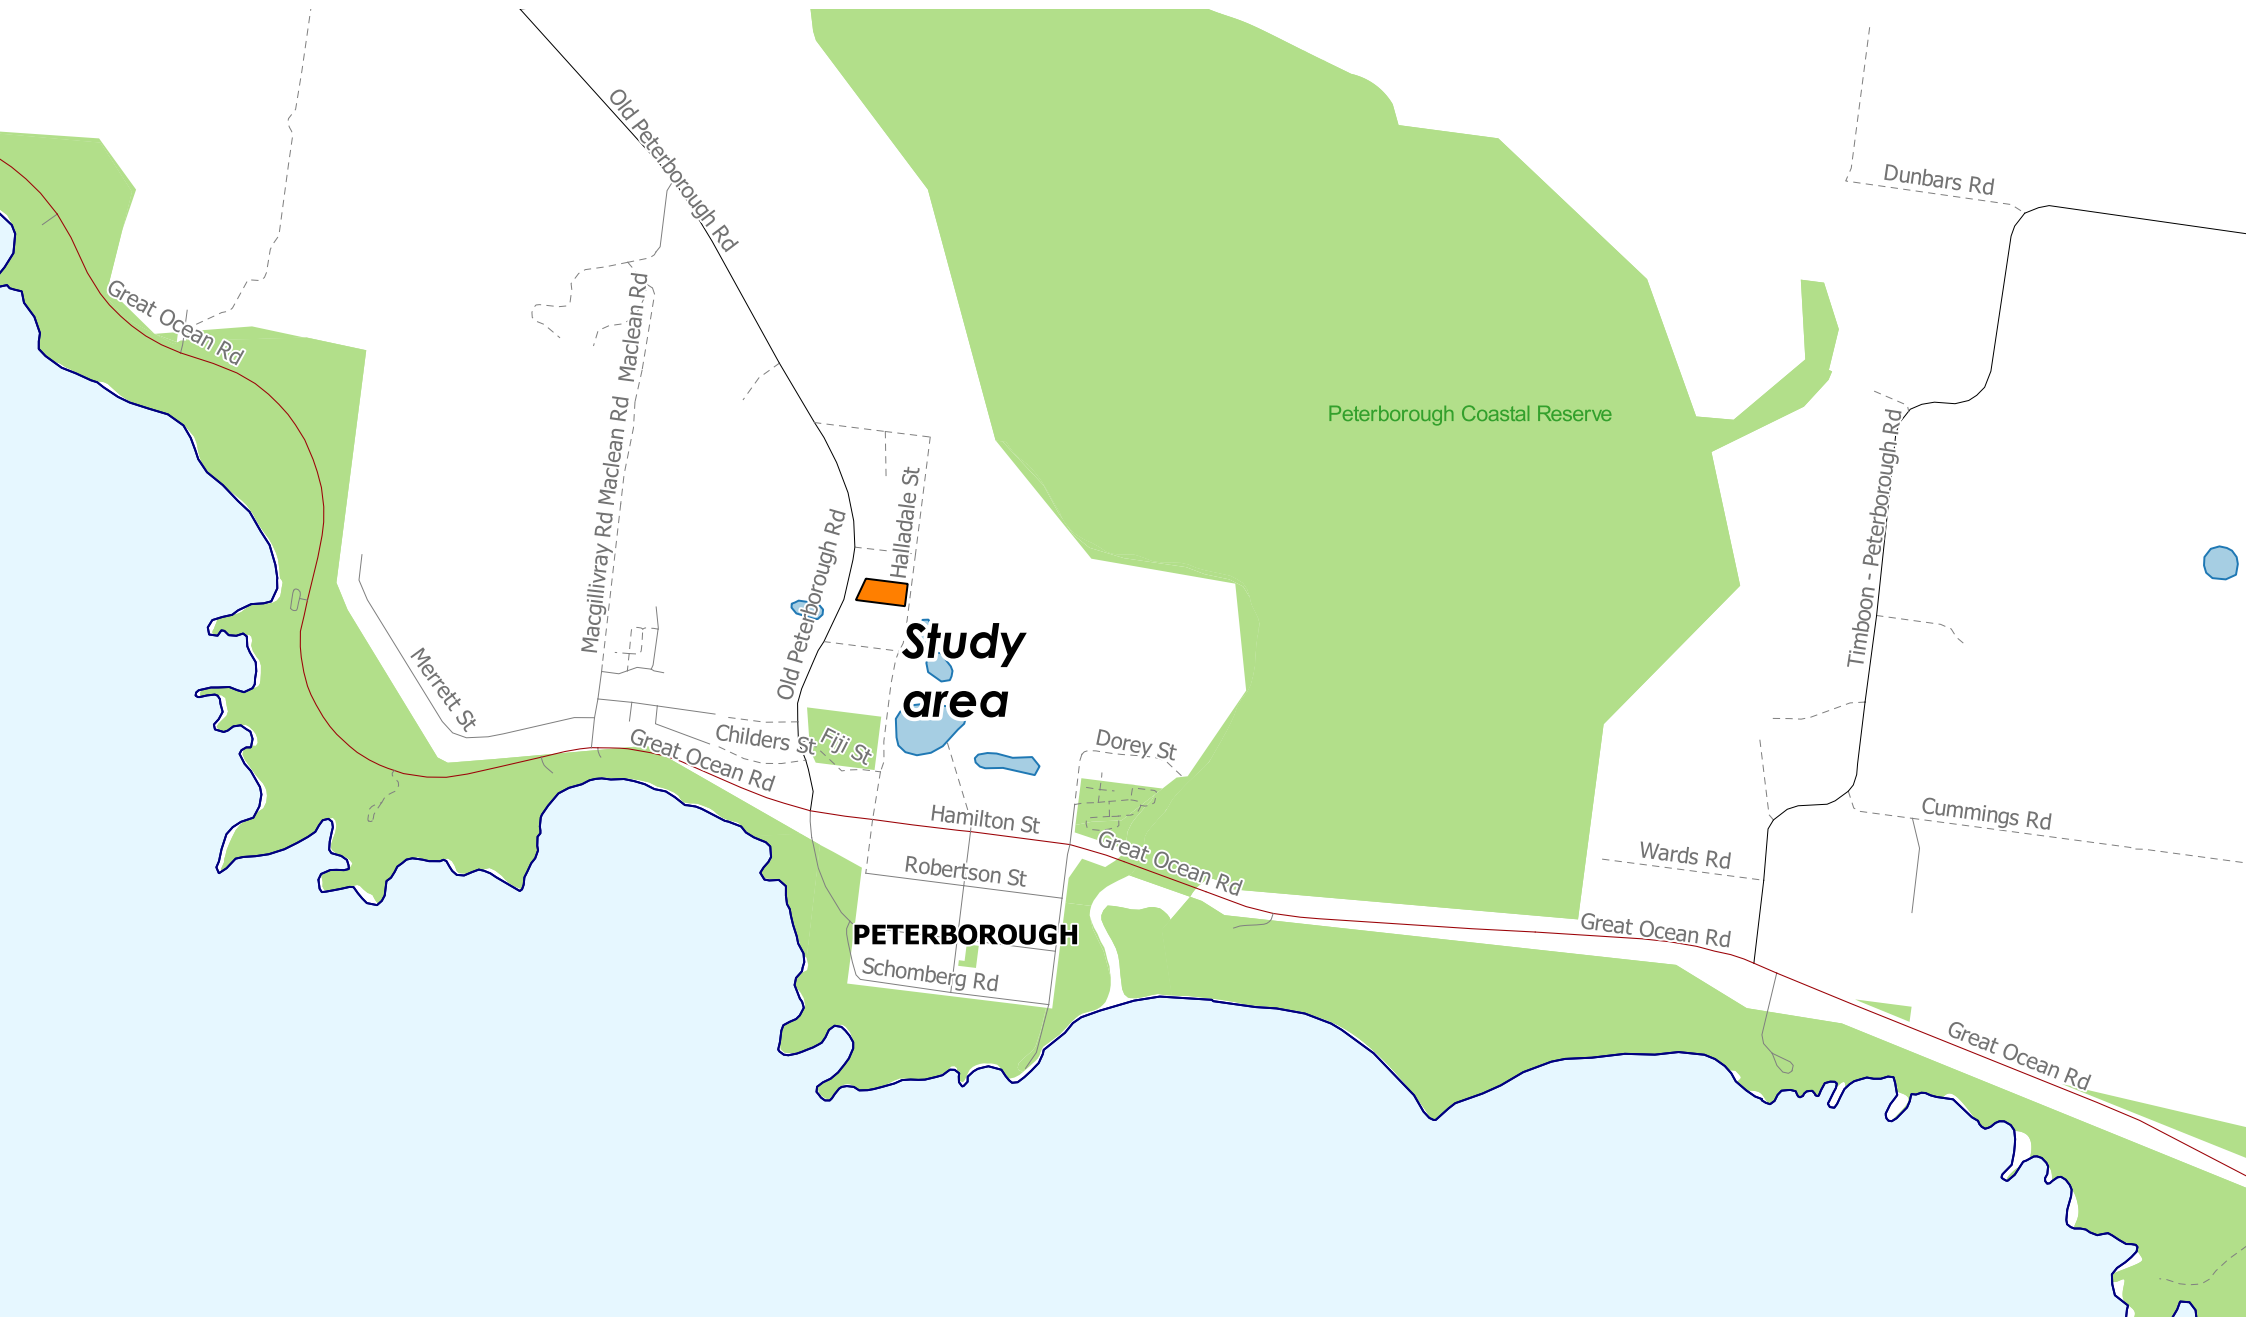 Old Peterborough Rd
Dunbars Rd
Great Ocean Rd
Maclean Rd
Peterborough Coastal Reserve
Maclean Rd
Macgillivray Rd
Halladale St
Timboon - Peterborough Rd
Old Peterborough Rd
Study
area
Merrett St
Childers St
Fiji St
Great Ocean Rd
Dorey St
Hamilton St
Cummings Rd
Great Ocean Rd
Wards Rd
Robertson St
Great Ocean Rd
PETERBOROUGH
Schomberg Rd
Great Ocean Rd